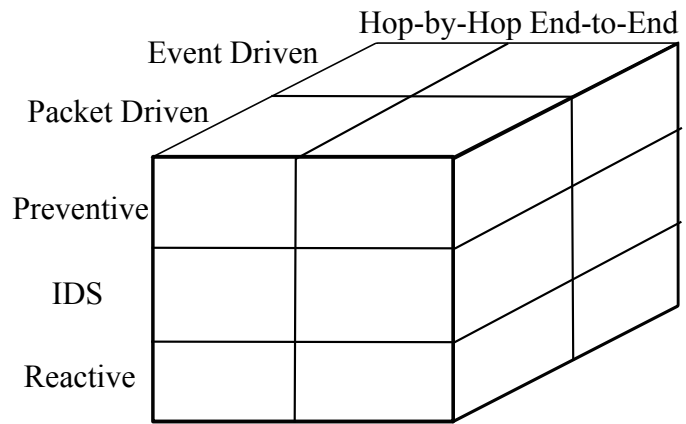 Hop-by-Hop End-to-End
Event Driven
Packet Driven
Preventive
IDS
Reactive